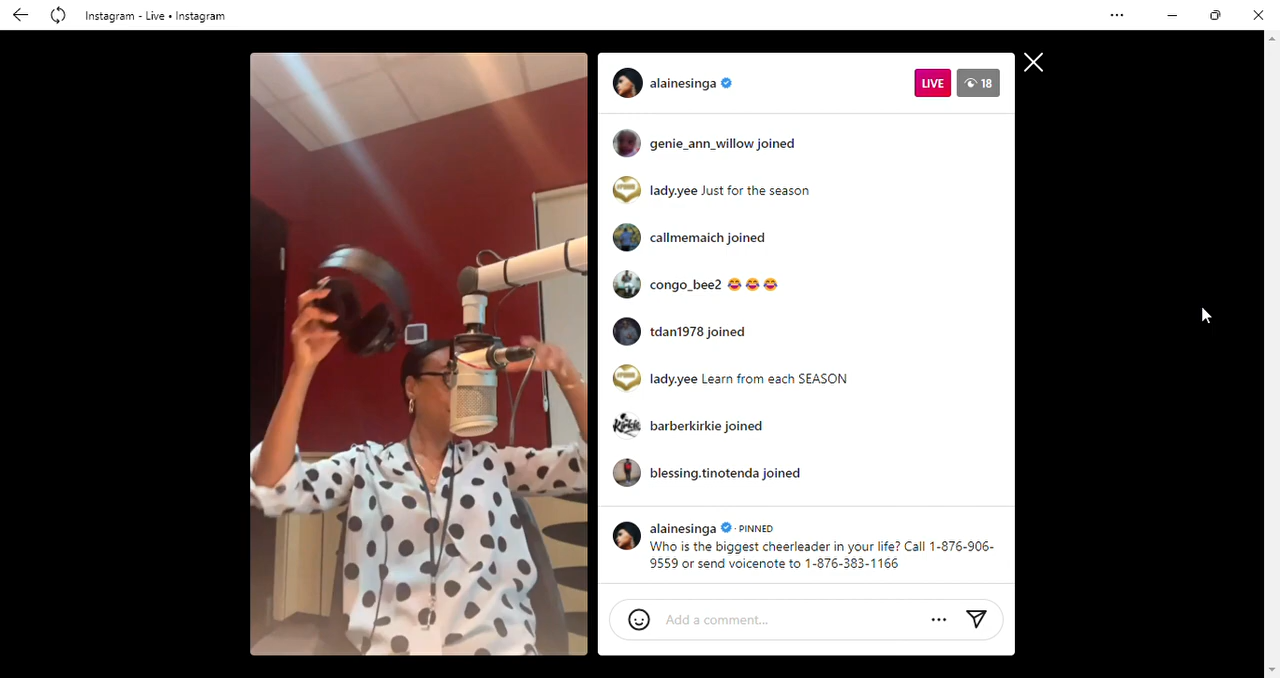 Instagram - Live • Instagram
alainesinga
LIVE 18
genie_ann_willow joined
lady.yee Just for the season
callmemaich joined
congo_bee2 😂 😂 😂
tdan1978 joined
lady.yee Learn from each SEASON
barberkirkie joined
blessing.tinotenda joined
alainesinga · PINNED
Who is the biggest cheerleader in your life? Call 1-876-906-
9559 or send voicenote to 1-876-383-1166
Add a comment...